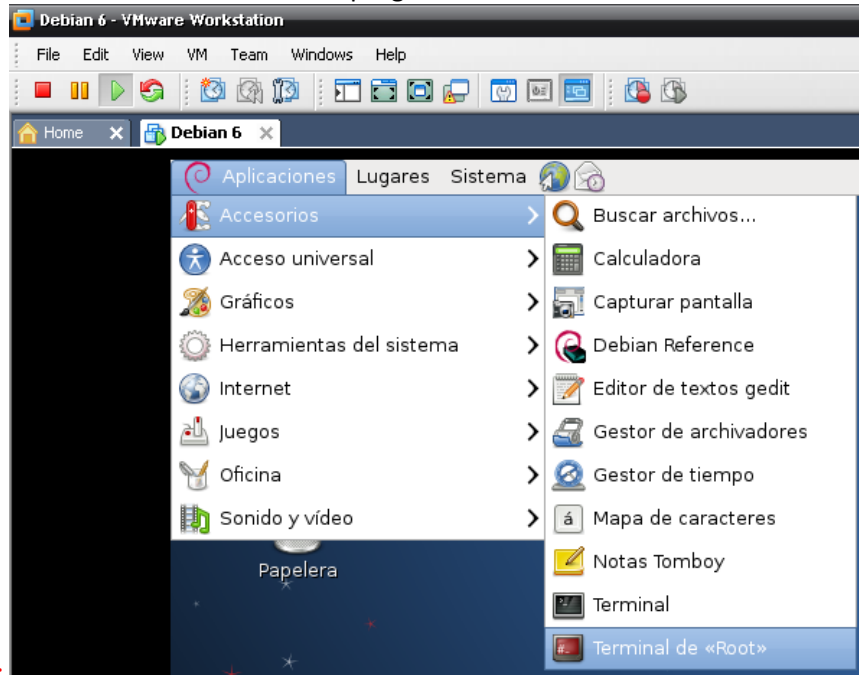 Debian 6 - VMware Workstation
File Edit View VM Team Windows Help
Home Debian 6
Aplicaciones Lugares Sistema
Accesorios
Acceso universal
Gráficos
Herramientas del sistema
Internet
Juegos
Oficina
Sonido y vídeo
Buscar archivos...
Calculadora
Capturar pantalla
Debian Reference
Editor de textos gedit
Gestor de archivadores
Gestor de tiempo
á Mapa de caracteres
Notas Tomboy
Terminal
Terminal de «Root»
Papelera